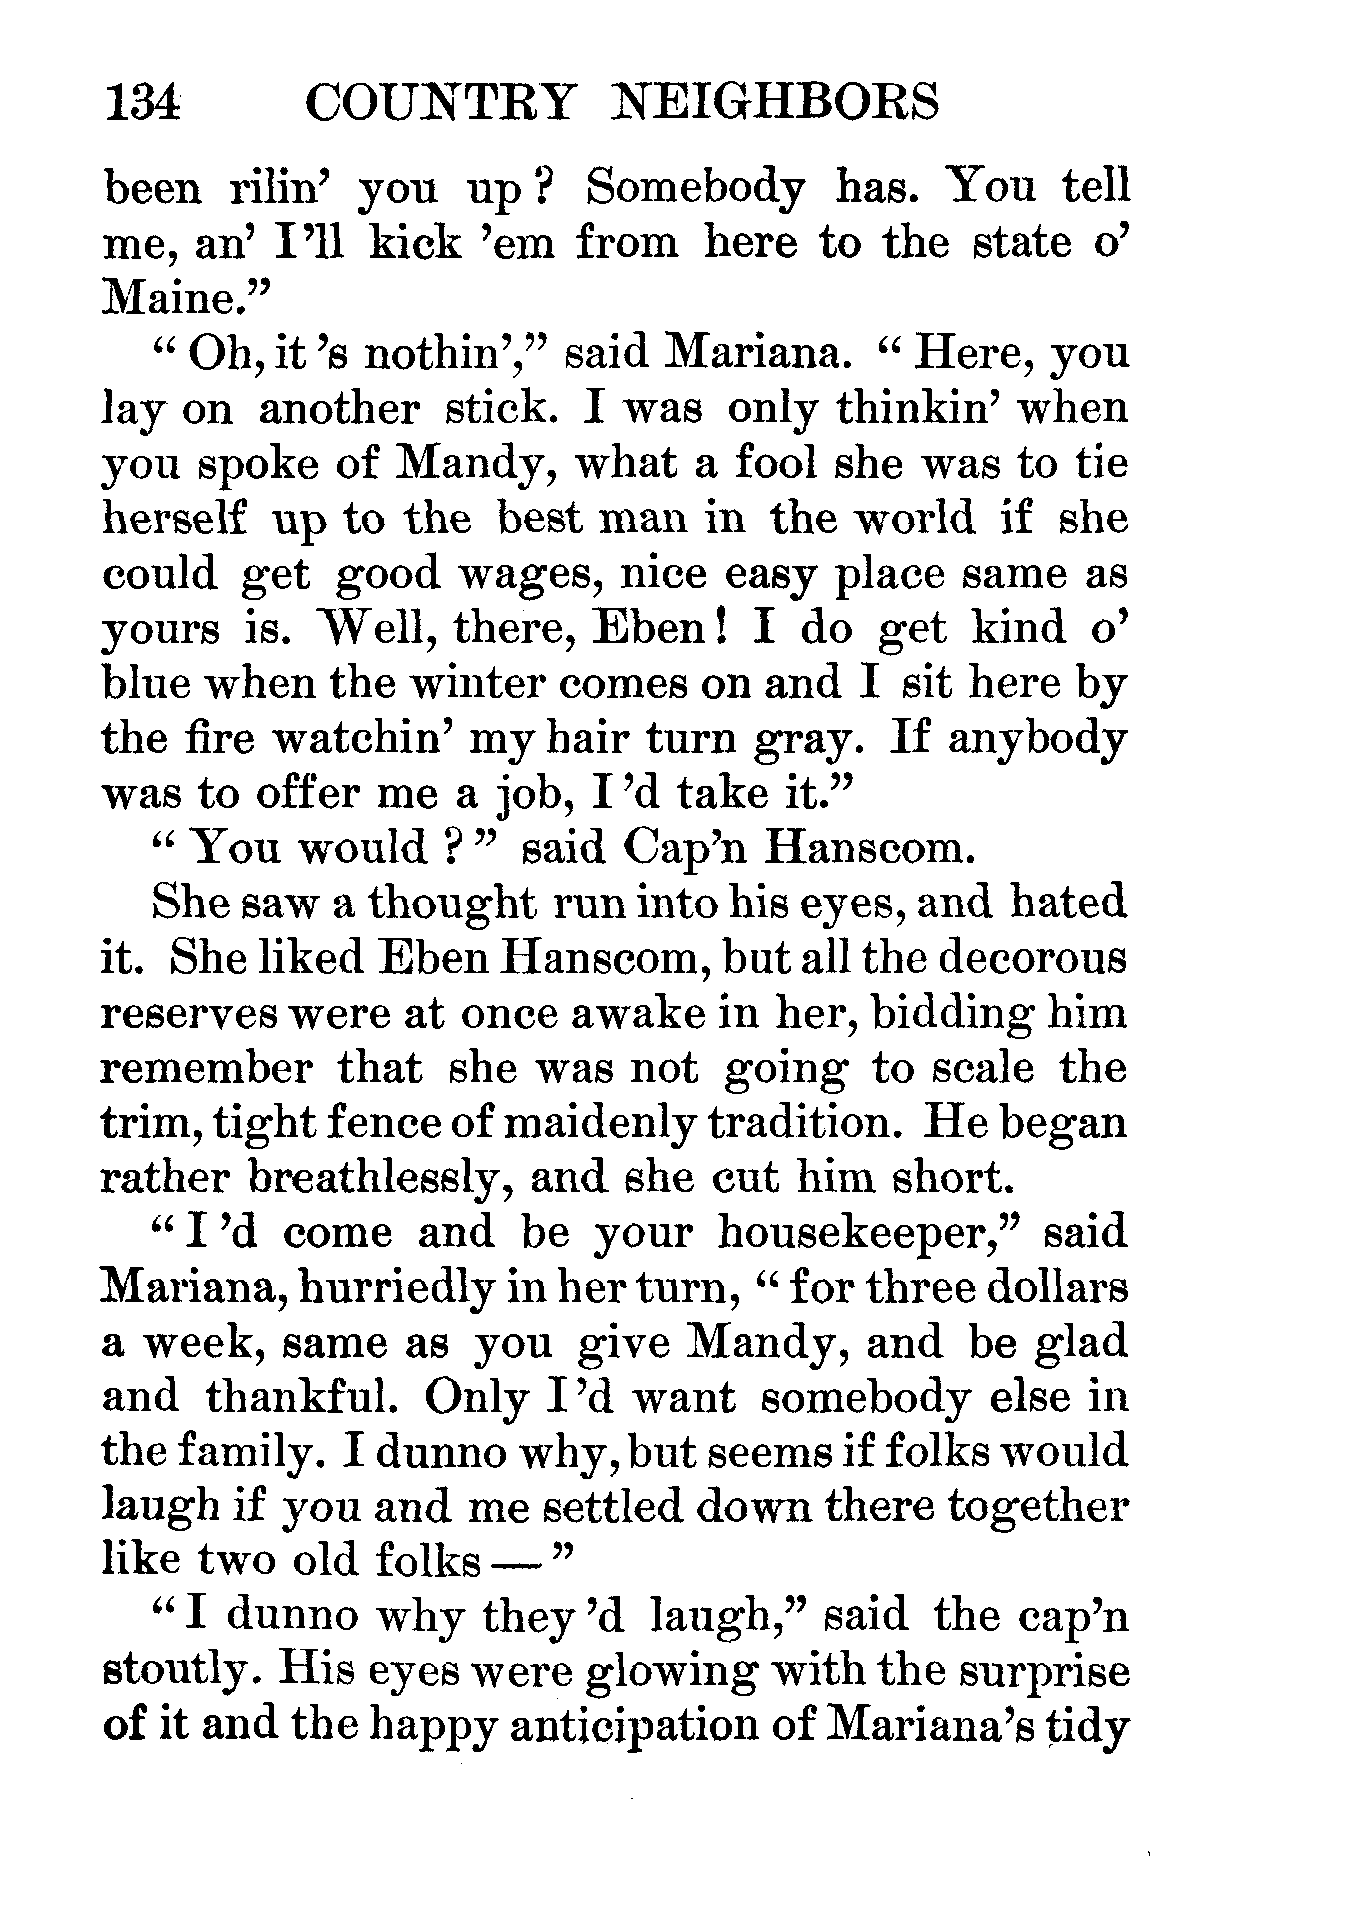 134 COUNTRY NEIGHBORS
been rilin’ you up? Somebody has. You tell
me, an’ I’ll kick ’em from here to the state o’
Maine.”
“Oh, it’s nothin’,” said Mariana. “Here, you
lay on another stick. I was only thinkin’ when
you spoke of Mandy, what a fool she was to tie
herself up to the best man in the world if she
could get good wages, nice easy place same as
yours is. Well, there, Eben! I do get kind o’
blue when the winter comes on and I sit here by
the fire watchin’ my hair turn gray. If anybody
was to offer me a job, I’d take it.”
“You would?” said Cap’n Hanscom.
She saw a thought run into his eyes, and hated
it. She liked Eben Hanscom, but all the decorous
reserves were at once awake in her, bidding him
remember that she was not going to scale the
trim, tight fence of maidenly tradition. He began
rather breathlessly, and she cut him short.
“I’d come and be your housekeeper,” said
Mariana, hurriedly in her turn, “for three dollars
a week, same as you give Mandy, and be glad
and thankful. Only I’d want somebody else in
the family. I dunno why, but seems if folks would
laugh if you and me settled down there together
like two old folks—”
“I dunno why they’d laugh,” said the cap’n
stoutly. His eyes were glowing with the surprise
of it and the happy anticipation of Mariana’s tidy